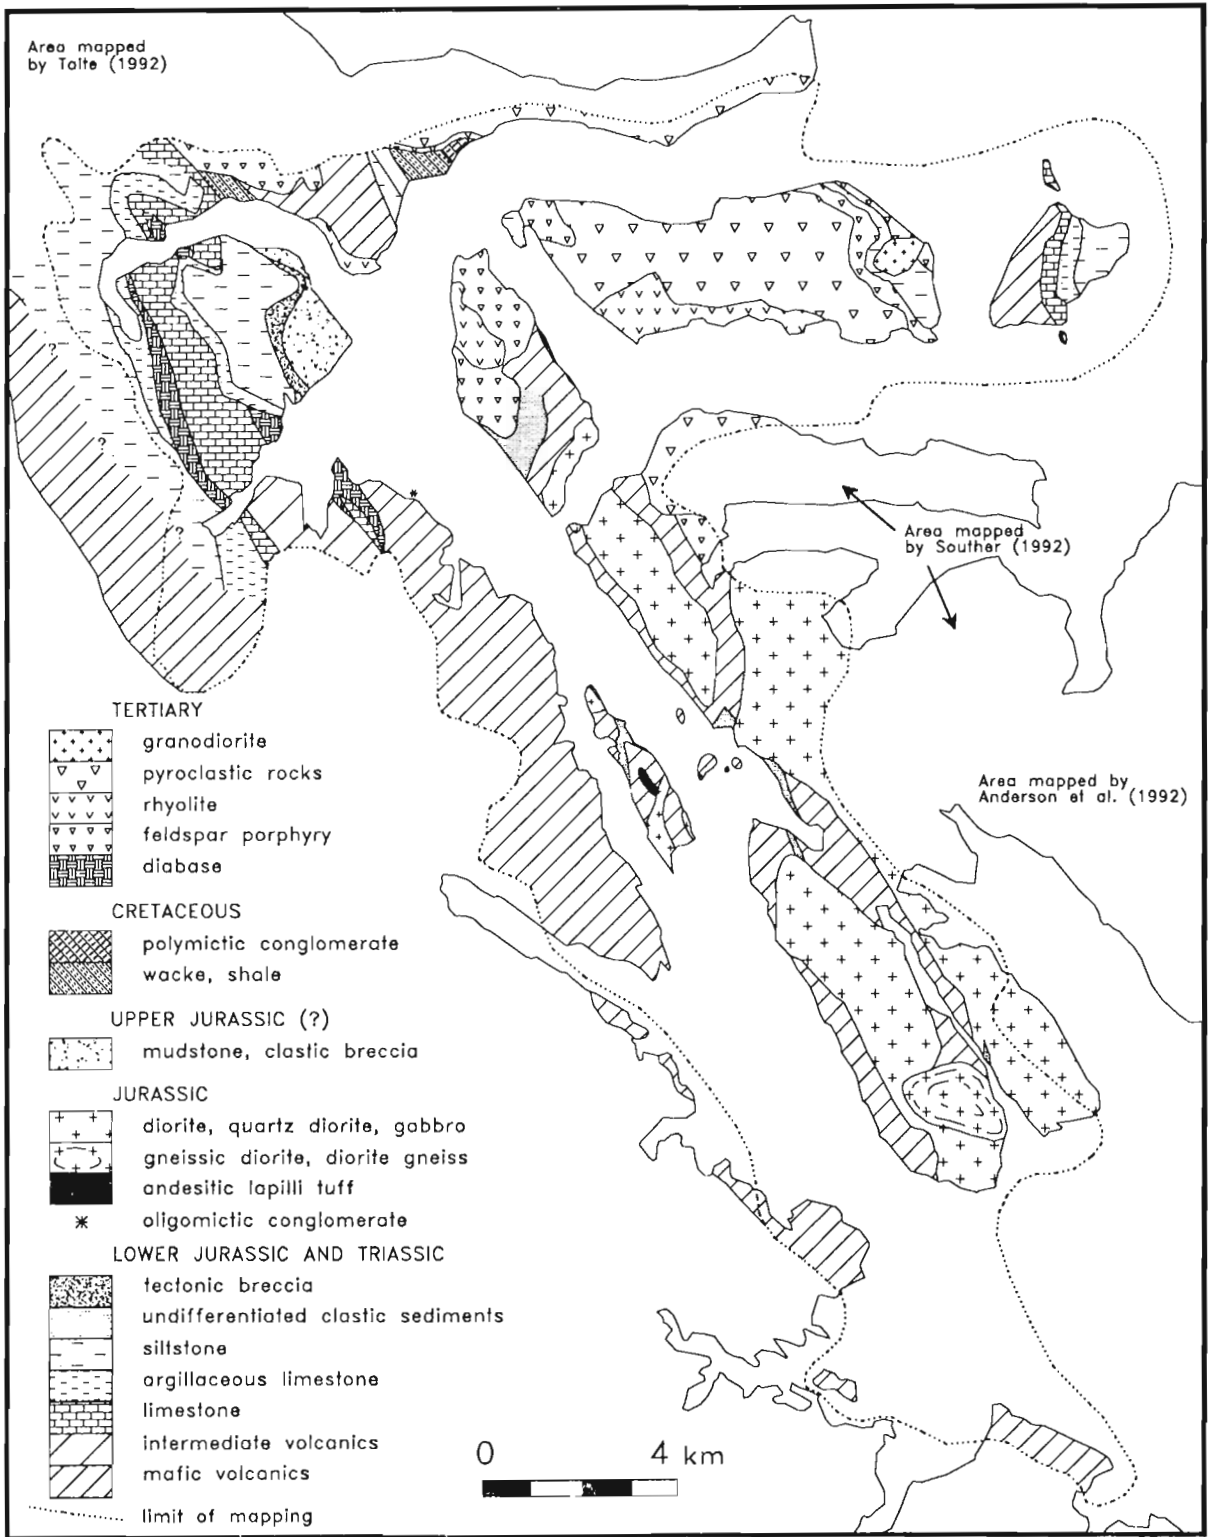 Area mapped
by Taite (1992)
?
?
?
*
Area mapped
by Souther (1992)
Area mapped by
Anderson et al. (1992)
TERTIARY
granodiorite
pyroclastic rocks
rhyolite
feldspar porphyry
diabase
CRETACEOUS
polymictic conglomerate
wacke, shale
UPPER JURASSIC (?)
mudstone, clastic breccia
JURASSIC
diorite, quartz diorite, gabbro
gneissic diorite, diorite gneiss
andesitic lapilli tuff
* oligomictic conglomerate
LOWER JURASSIC AND TRIASSIC
tectonic breccia
undifferentiated clastic sediments
siltstone
argillaceous limestone
limestone
intermediate volcanics
mafic volcanics
limit of mapping
0 4 km